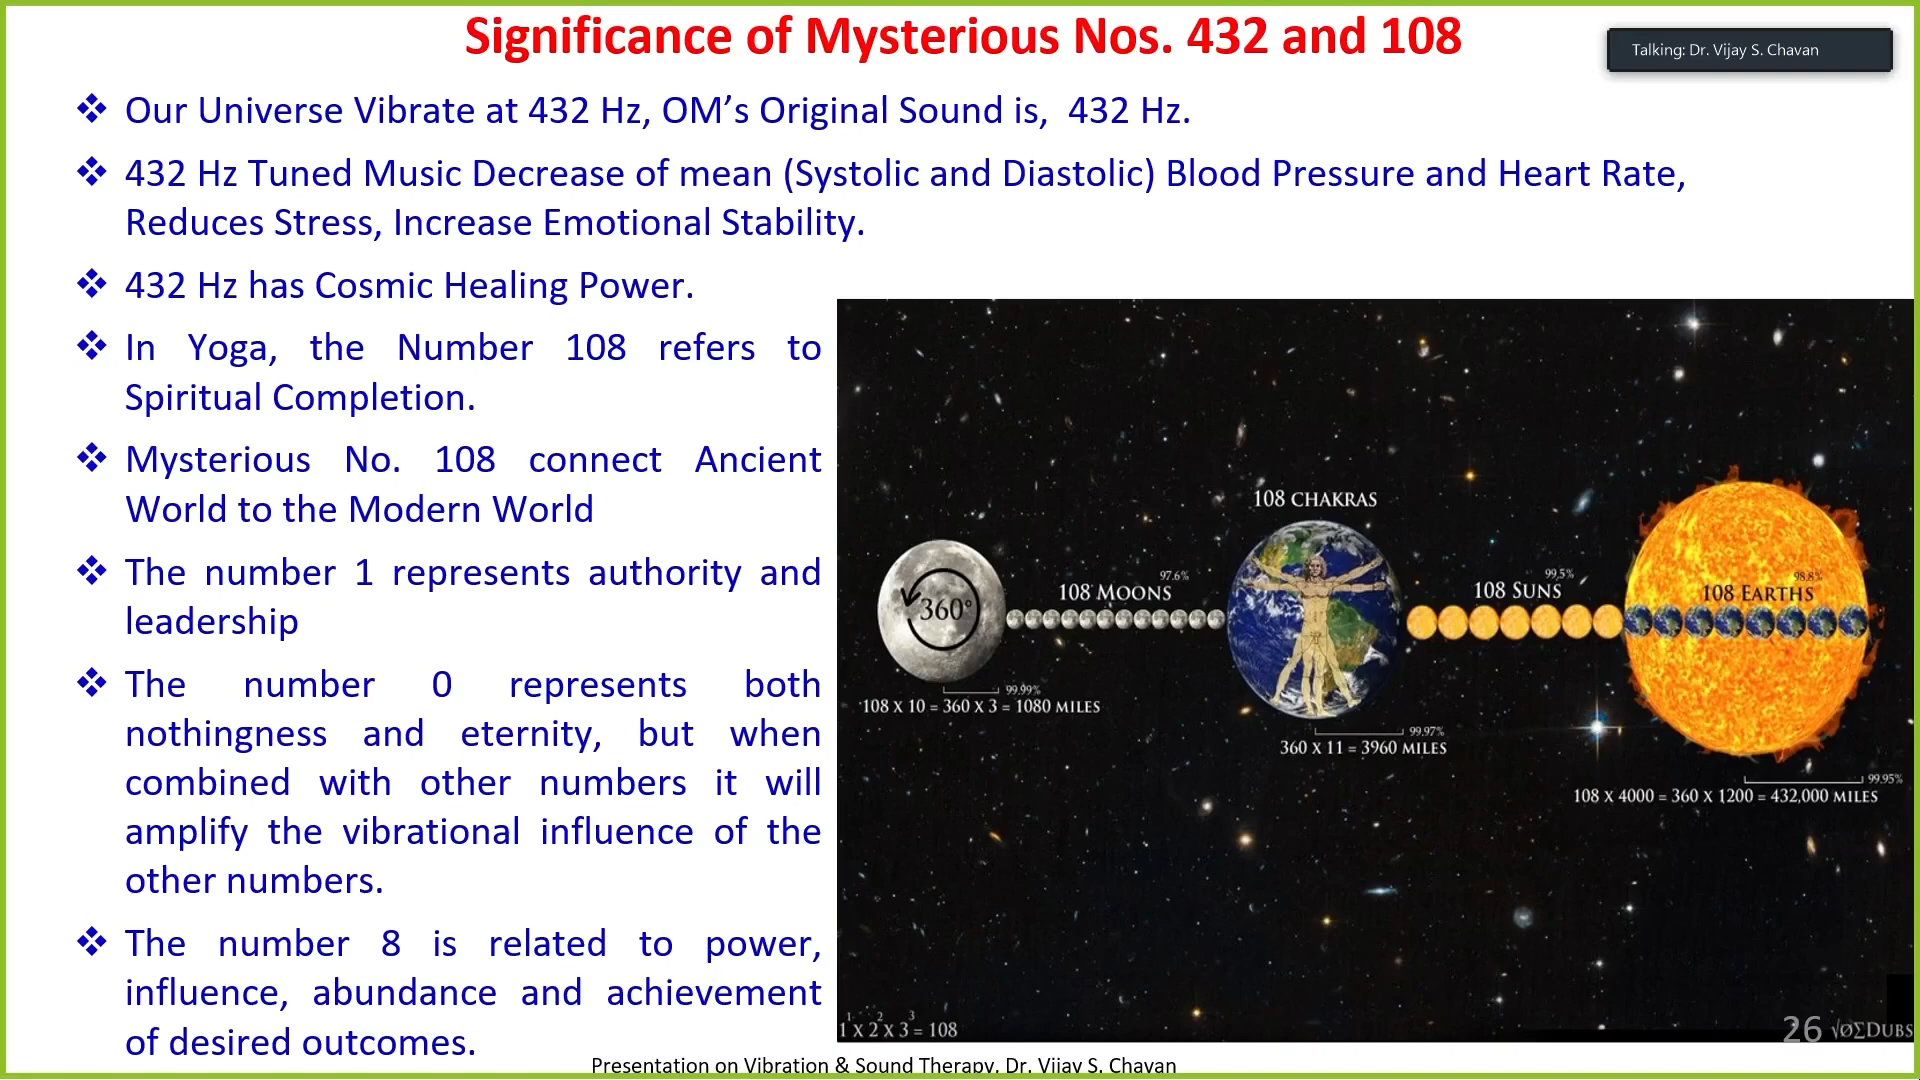 Significance of Mysterious Nos. 432 and 108
Talking: Dr. Vijay S. Chavan
❖ Our Universe Vibrate at 432 Hz, OM’s Original Sound is, 432 Hz.
❖ 432 Hz Tuned Music Decrease of mean (Systolic and Diastolic) Blood Pressure and Heart Rate,
Reduces Stress, Increase Emotional Stability.
❖ 432 Hz has Cosmic Healing Power.
❖ In Yoga, the Number 108 refers to
Spiritual Completion.
❖ Mysterious No. 108 connect Ancient
World to the Modern World
❖ The number 1 represents authority and
leadership
❖ The number 0 represents both
nothingness and eternity, but when
combined with other numbers it will
amplify the vibrational influence of the
other numbers.
❖ The number 8 is related to power,
influence, abundance and achievement
of desired outcomes.
108 CHAKRAS
97.6%
108 MOONS
99.5%
108 SUNS
98.8%
108 EARTHS
360°
99.99%
108 X 10 = 360 X 3 = 1080 MILES
99.97%
360 X 11 = 3960 MILES
99.95%
108 X 4000 = 360 X 1200 = 432,000 MILES
1¹ X 2² X 3³ = 108
26
√ØΣDUBS
Presentation on Vibration & Sound Therapy, Dr. Vijay S. Chavan